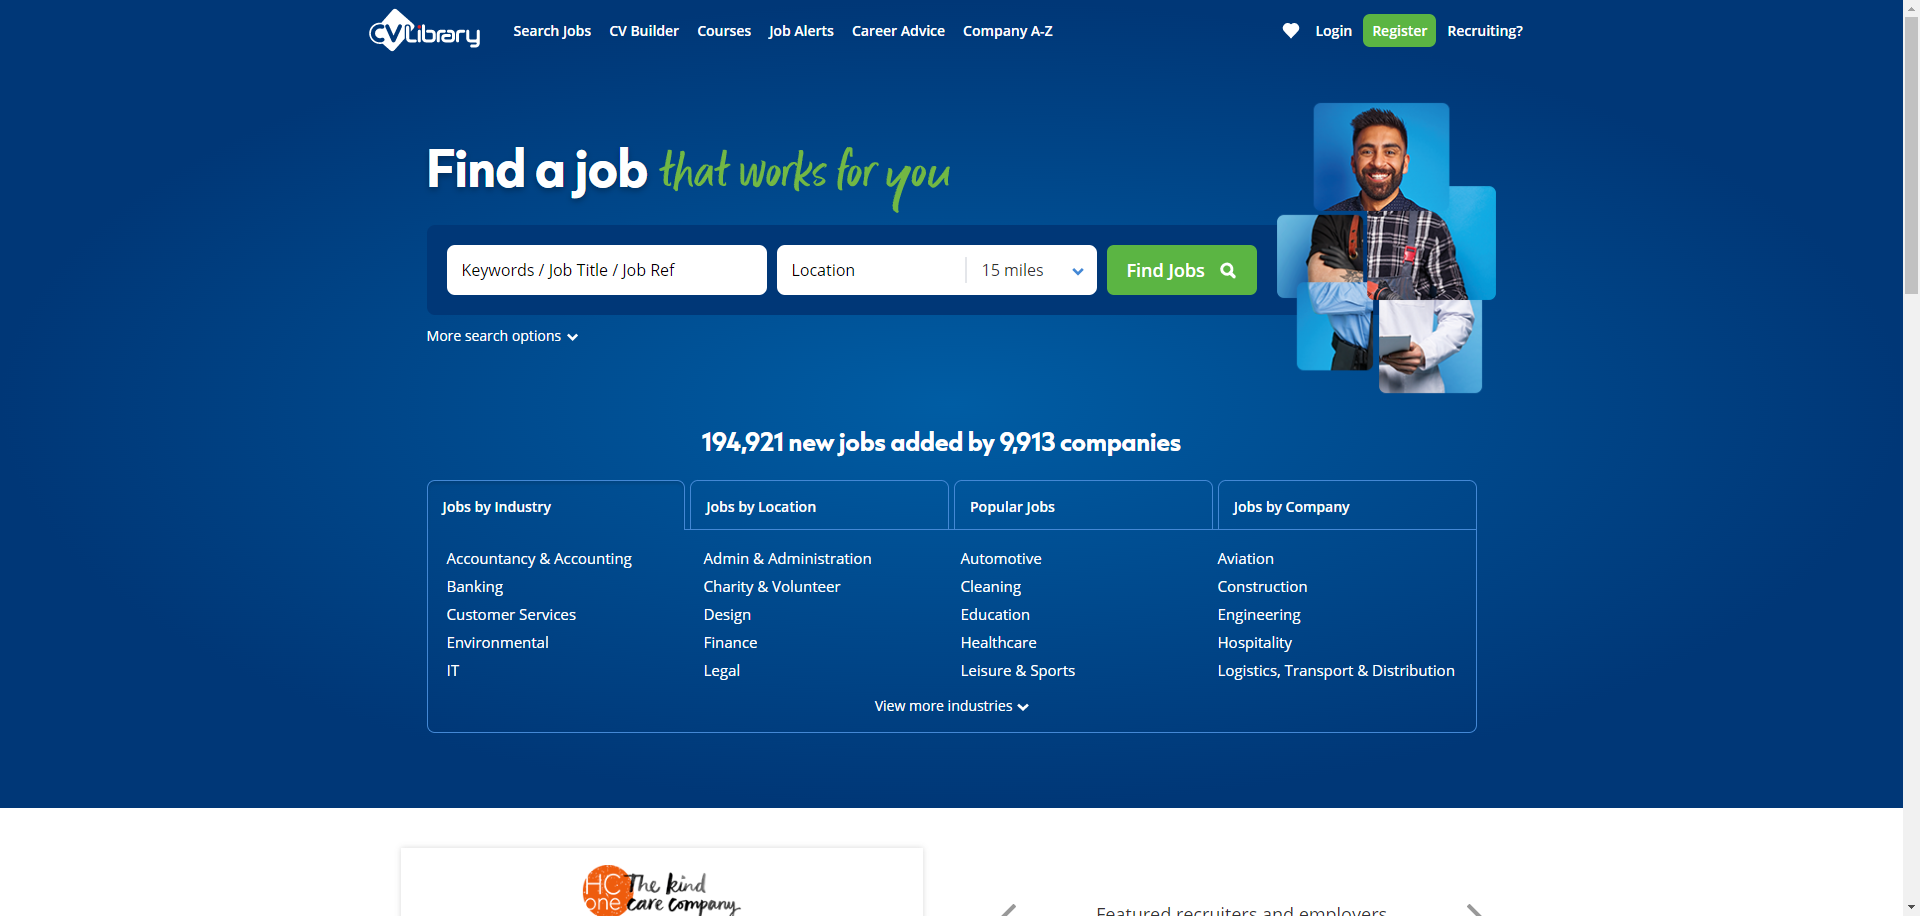 CVLibrary
Search Jobs CV Builder Courses Job Alerts Career Advice Company A-Z
Login Register Recruiting?
Find a job that works for you
Keywords / Job Title / Job Ref
Location
15 miles
Find Jobs
More search options
194,921 new jobs added by 9,913 companies
Jobs by Industry Jobs by Location Popular Jobs Jobs by Company
Accountancy & Accounting Admin & Administration Automotive Aviation
Banking Charity & Volunteer Cleaning Construction
Customer Services Design Education Engineering
Environmental Finance Healthcare Hospitality
IT Legal Leisure & Sports Logistics, Transport & Distribution
View more industries
HC The kind
one care company
Featured recruiters and employers